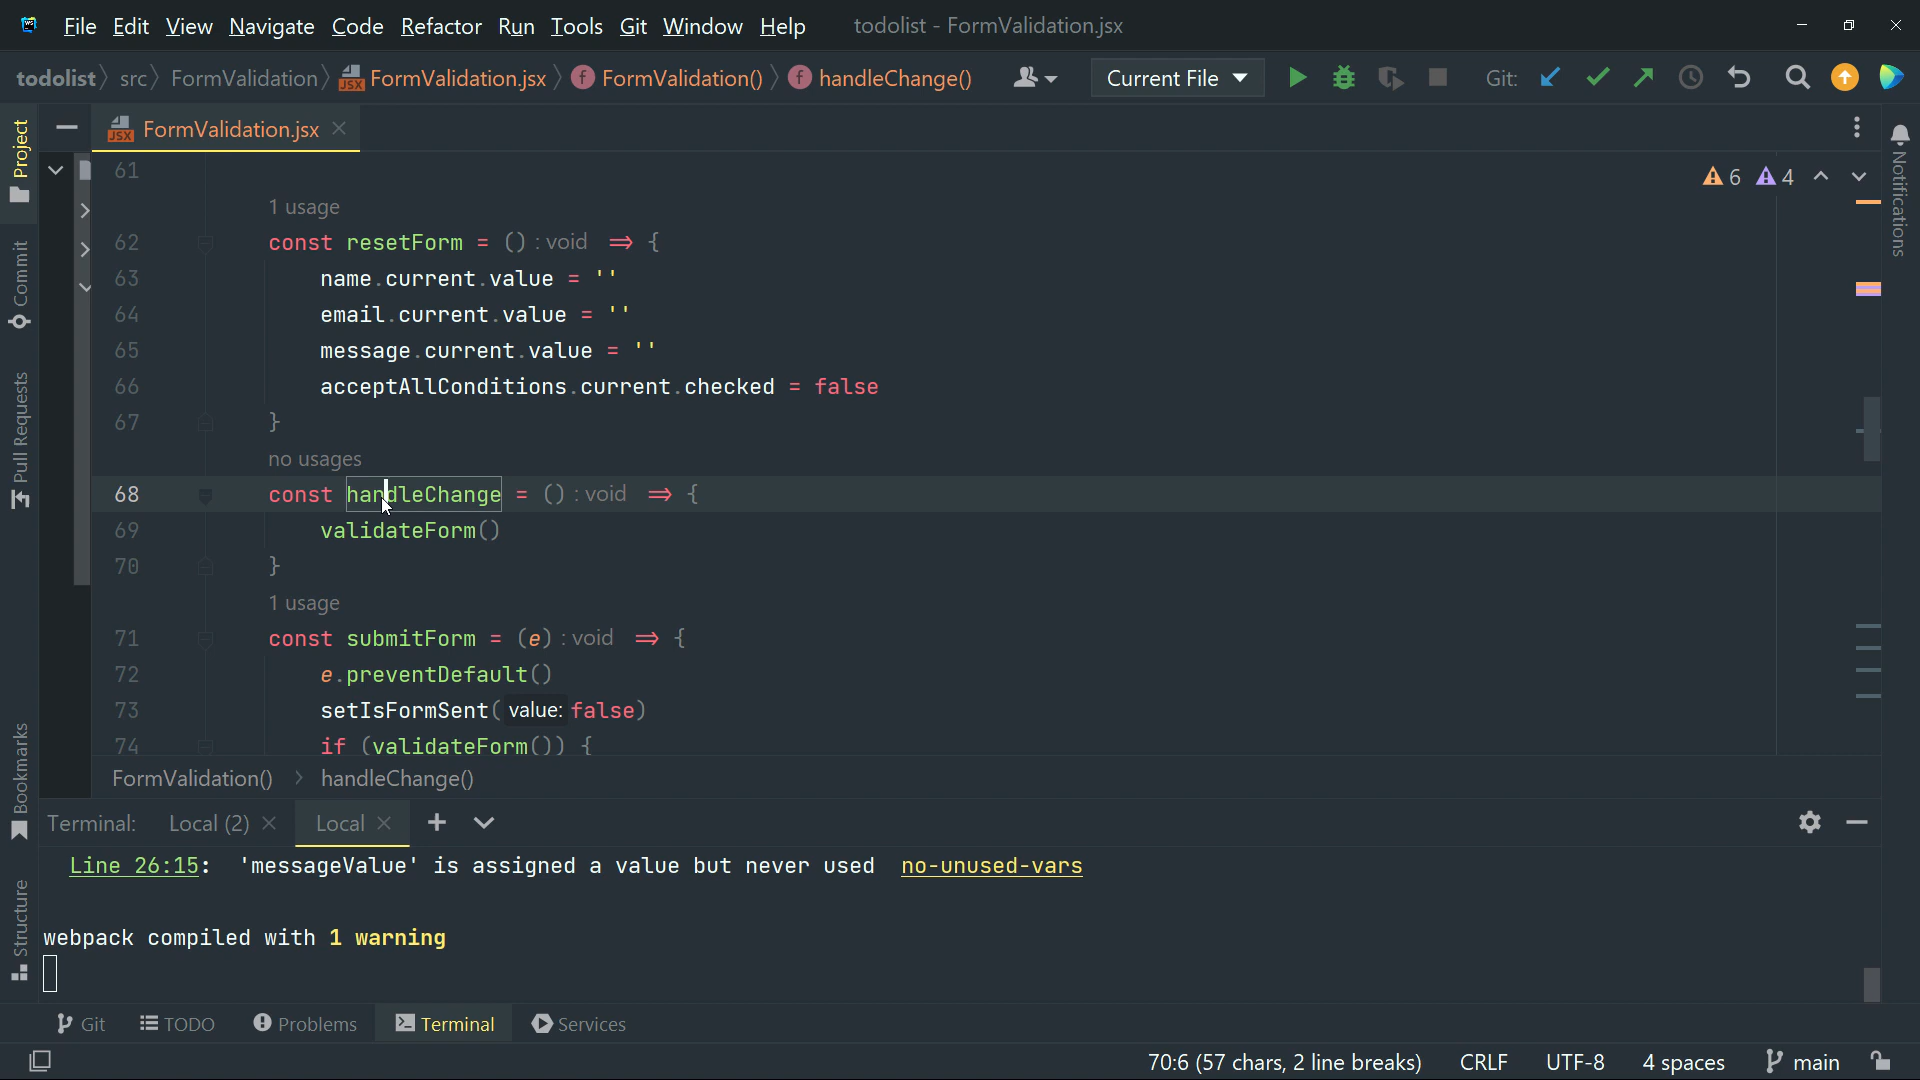 File Edit View Navigate Code Refactor Run Tools Git Window Help todolist - FormValidation.jsx
todolist src FormValidation JSX FormValidation.jsx f FormValidation() f handleChange() Current File Git:
Project
Commit
Pull Requests
Bookmarks
Structure
Notifications
JSX FormValidation.jsx
6 4
61
1 usage
62 const resetForm = () : void ⇒ {
63 name.current.value = ''
64 email.current.value = ''
65 message.current.value = ''
66 acceptAllConditions.current.checked = false
67 }
no usages
68 const handleChange = () : void ⇒ {
69 validateForm()
70 }
1 usage
71 const submitForm = (e) : void ⇒ {
72 e.preventDefault()
73 setIsFormSent( value: false)
74 if (validateForm()) {
FormValidation() > handleChange()
Terminal: Local (2) Local
Line 26:15: 'messageValue' is assigned a value but never used no-unused-vars
webpack compiled with 1 warning
Git TODO Problems Terminal Services
70:6 (57 chars, 2 line breaks) CRLF UTF-8 4 spaces main